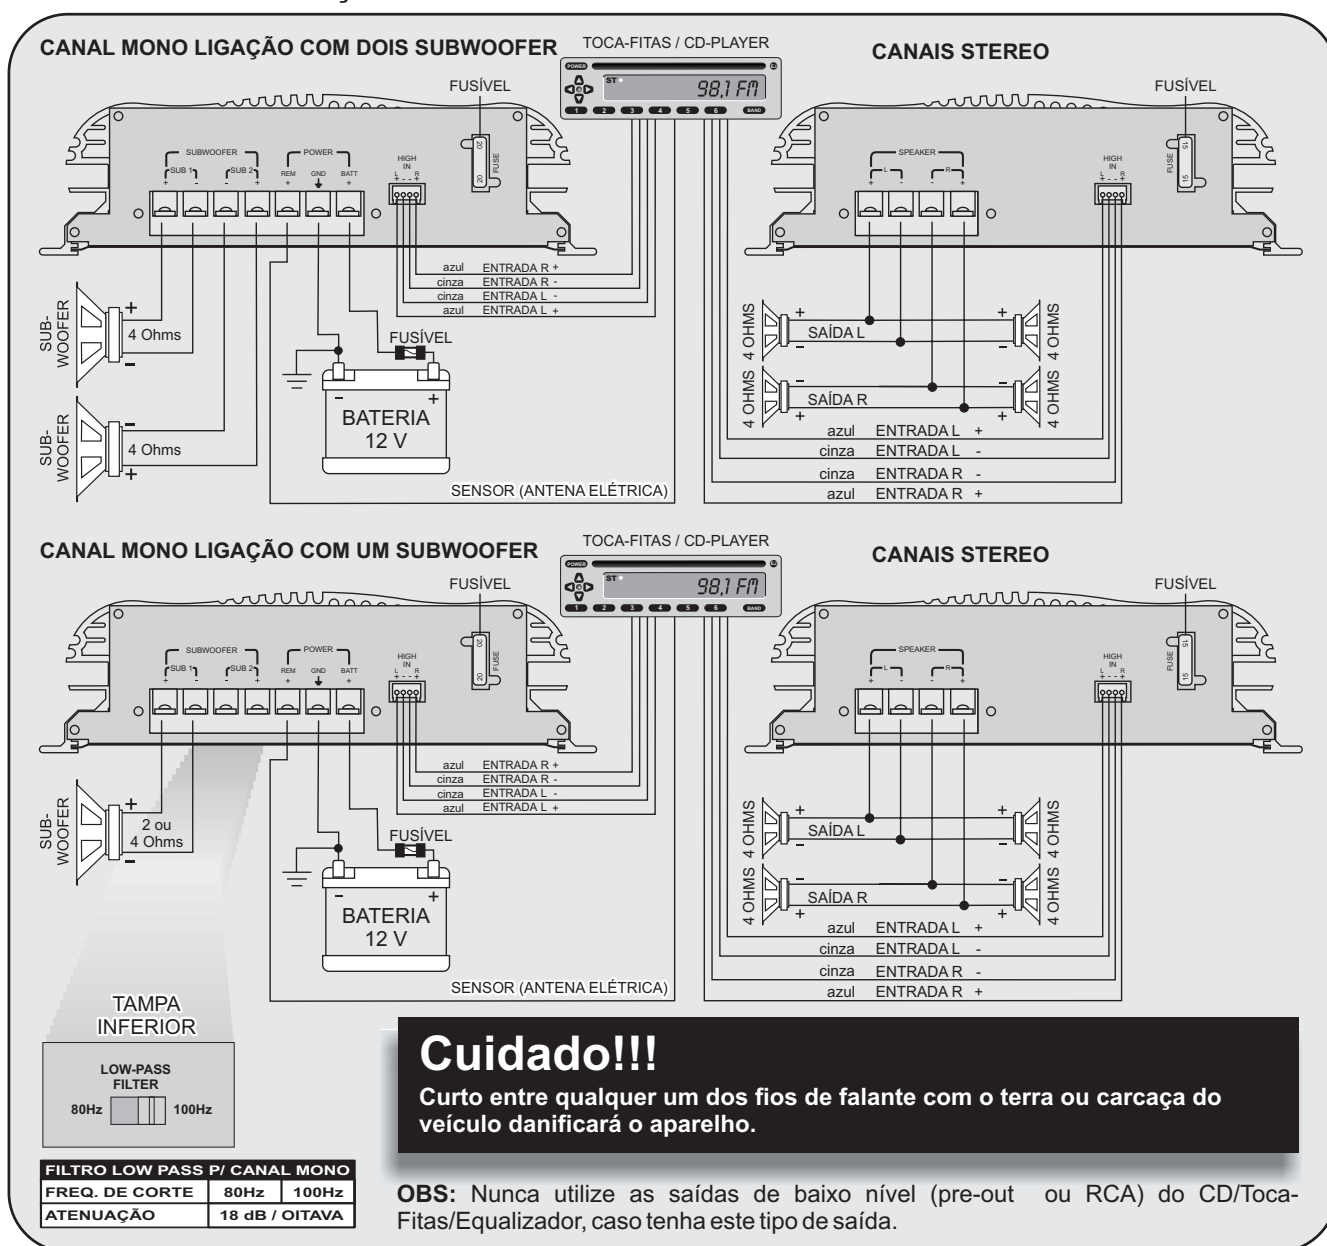 CANAL MONO LIGAÇÃO COM DOIS SUBWOOFER
TOCA-FITAS / CD-PLAYER
CANAIS STEREO
POWER
ST
98,1 FM
1 2 3 4 5 6 BAND
FUSÍVEL
SUBWOOFER
SUB 1
SUB 2
+ - - +
POWER
REM GND BATT
+ +
HIGH
IN
L R
+ - - +
20
20
FUSE
FUSÍVEL
SPEAKER
L R
+ - - +
HIGH
IN
L R
+ - - +
FUSE
15
15
azul ENTRADA R +
cinza ENTRADA R -
cinza ENTRADA L -
azul ENTRADA L +
SUB-
WOOFER
+
4 Ohms
-
SUB-
WOOFER
-
4 Ohms
+
FUSÍVEL
- +
BATERIA
12 V
SENSOR (ANTENA ELÉTRICA)
4 OHMS
+ +
SAÍDA L
- -
4 OHMS
4 OHMS
- -
SAÍDA R
+ +
4 OHMS
azul ENTRADA L +
cinza ENTRADA L -
cinza ENTRADA R -
azul ENTRADA R +
CANAL MONO LIGAÇÃO COM UM SUBWOOFER
TOCA-FITAS / CD-PLAYER
CANAIS STEREO
POWER
ST
98,1 FM
1 2 3 4 5 6 BAND
FUSÍVEL
SUBWOOFER
SUB 1
SUB 2
+ - - +
POWER
REM GND BATT
+ +
HIGH
IN
L R
+ - - +
20
20
FUSE
FUSÍVEL
SPEAKER
L R
+ - - +
HIGH
IN
L R
+ - - +
FUSE
15
15
azul ENTRADA R +
cinza ENTRADA R -
cinza ENTRADA L -
azul ENTRADA L +
SUB-
WOOFER
+
2 ou
4 Ohms
-
FUSÍVEL
- +
BATERIA
12 V
SENSOR (ANTENA ELÉTRICA)
4 OHMS
+ +
SAÍDA L
- -
4 OHMS
4 OHMS
- -
SAÍDA R
+ +
4 OHMS
azul ENTRADA L +
cinza ENTRADA L -
cinza ENTRADA R -
azul ENTRADA R +
TAMPA
INFERIOR
LOW-PASS
FILTER
80Hz 100Hz
FILTRO LOW PASS P/ CANAL MONO
FREQ. DE CORTE 80Hz 100Hz
ATENUAÇÃO 18 dB / OITAVA
Cuidado!!!
Curto entre qualquer um dos fios de falante com o terra ou carcaça do
veículo danificará o aparelho.
OBS: Nunca utilize as saídas de baixo nível (pre-out ou RCA) do CD/Toca-
Fitas/Equalizador, caso tenha este tipo de saída.